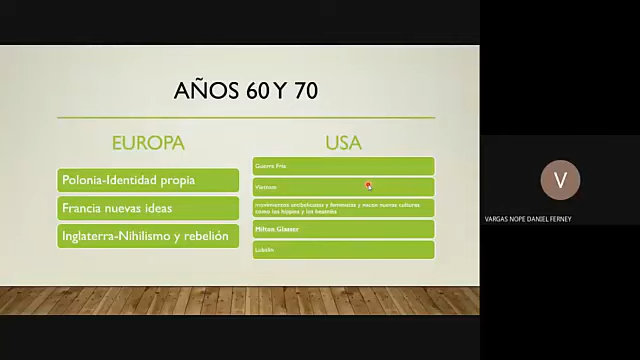 AÑOS 60 Y 70
EUROPA
Polonia-Identidad propia
Francia nuevas ideas
Inglaterra-Nihilismo y rebelión
USA
Guerra Fría
Vietnam
movimientos antibelicistas y feministas y nacen nuevas culturas
como los hippies y los beatniks
Milton Glaser
Lubalin
V
VARGAS NOPE DANIEL FERNEY